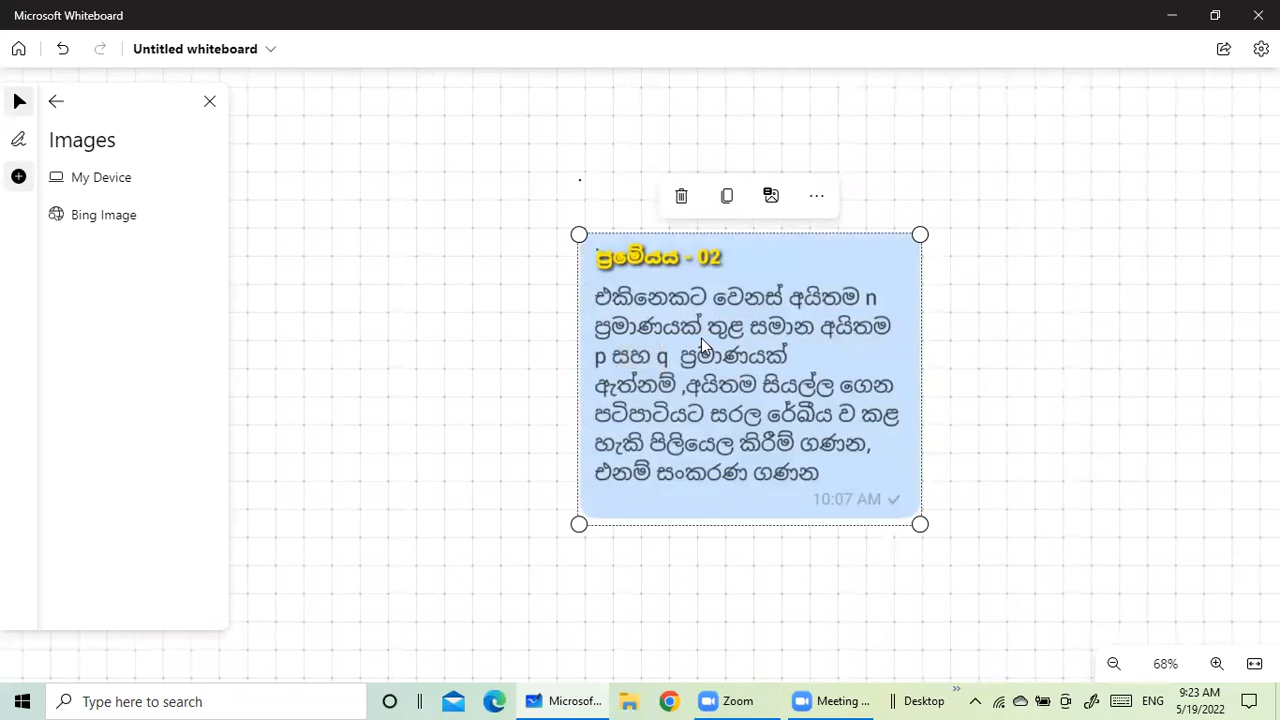 Microsoft Whiteboard
Untitled whiteboard
Images
My Device
Bing Image
ප්‍රමේයය - 02
එකිනෙකට වෙනස් අයිතම n
ප්‍රමාණයක් තුළ සමාන අයිතම
p සහ q ප්‍රමාණයක්
ඇත්නම් ,අයිතම සියල්ල ගෙන
පටිපාටියට සරල රේඛීය ව කළ
හැකි පිලියෙල කිරීම් ගණන,
එනම් සංකරණ ගණන
10:07 AM
68%
Type here to search
Microsof...
Zoom
Meeting ...
Desktop
ENG
9:23 AM
5/19/2022